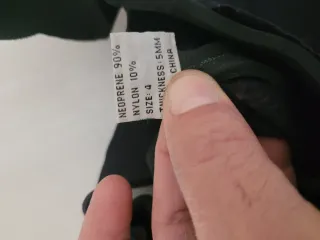 NEOPRENE 90%
NYLON 10%
SIZE: 4
THICKNESS: 5MM
CHINA